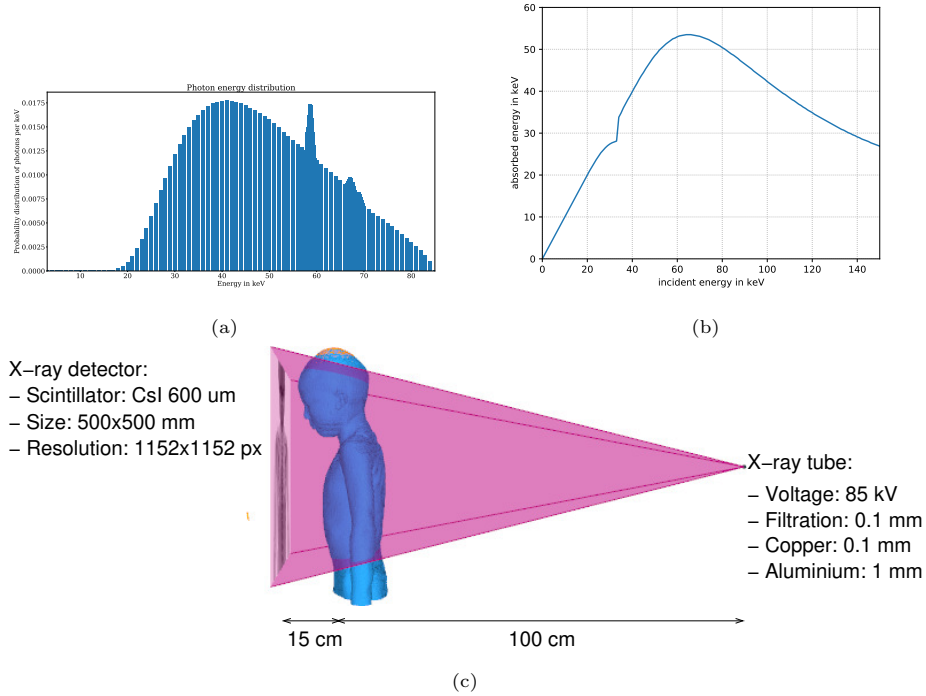 Photon energy distribution
Probability distribution of photons per keV
0.0175
0.0150
0.0125
0.0100
0.0075
0.0050
0.0025
0.0000
10 20 30 40 50 60 70 80
Energy in keV
(a)
absorbed energy in keV
60
50
40
30
20
10
0
0 20 40 60 80 100 120 140
incident energy in keV
(b)
X–ray detector:
– Scintillator: CsI 600 um
– Size: 500x500 mm
– Resolution: 1152x1152 px
X–ray tube:
– Voltage: 85 kV
– Filtration: 0.1 mm
– Copper: 0.1 mm
– Aluminium: 1 mm
15 cm
100 cm
(c)